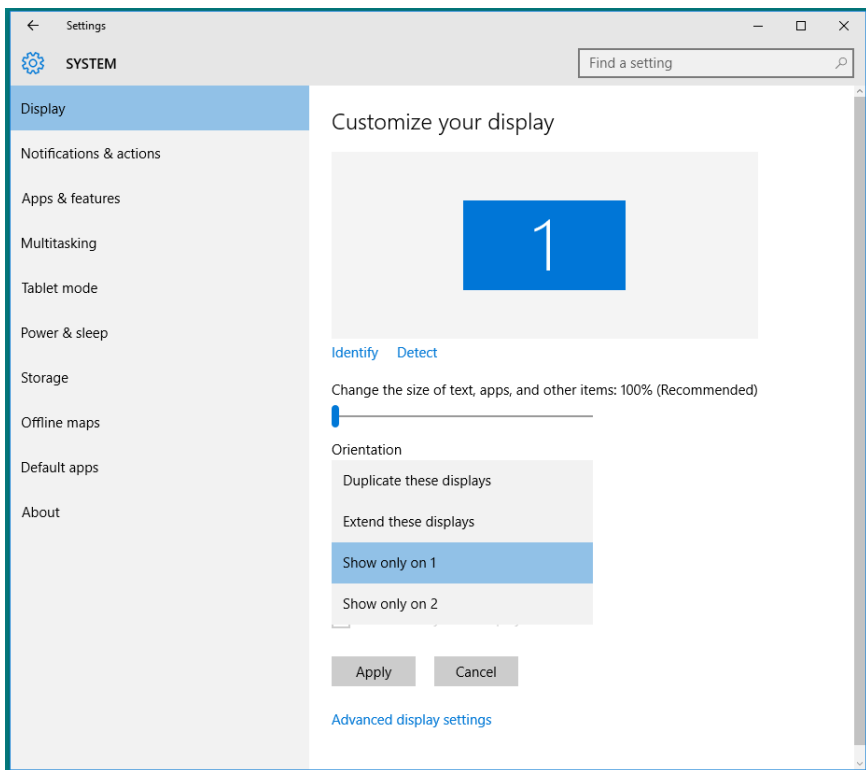 Settings
SYSTEM
Find a setting
Display
Notifications & actions
Apps & features
Multitasking
Tablet mode
Power & sleep
Storage
Offline maps
Default apps
About
Customize your display
1
Identify Detect
Change the size of text, apps, and other items: 100% (Recommended)
Orientation
Duplicate these displays
Extend these displays
Show only on 1
Show only on 2
Apply Cancel
Advanced display settings